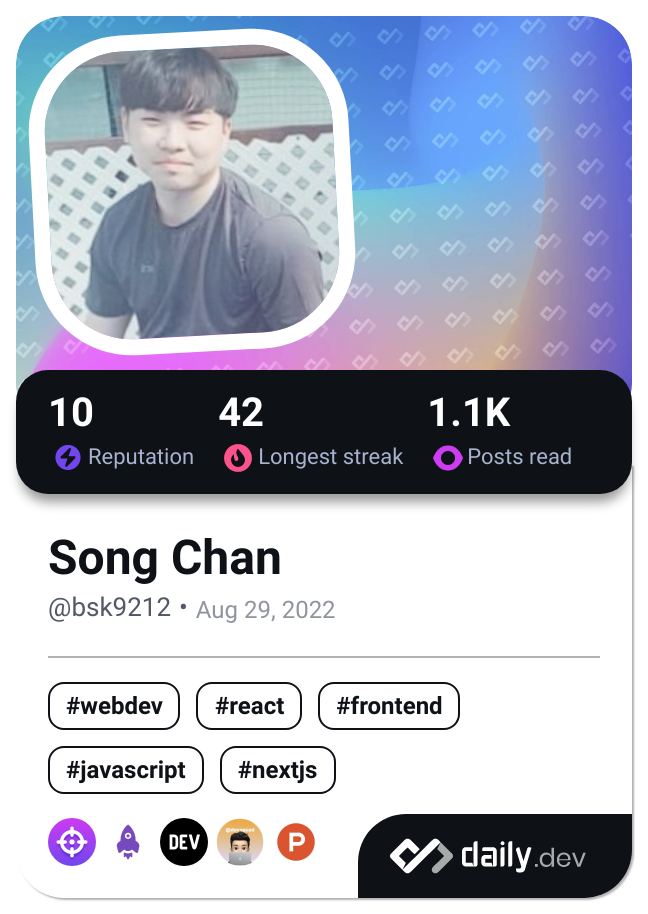 10 42 1.1K
Reputation Longest streak Posts read
Song Chan
@bsk9212 • Aug 29, 2022
#webdev #react #frontend
#javascript #nextjs
DEV P
daily.dev